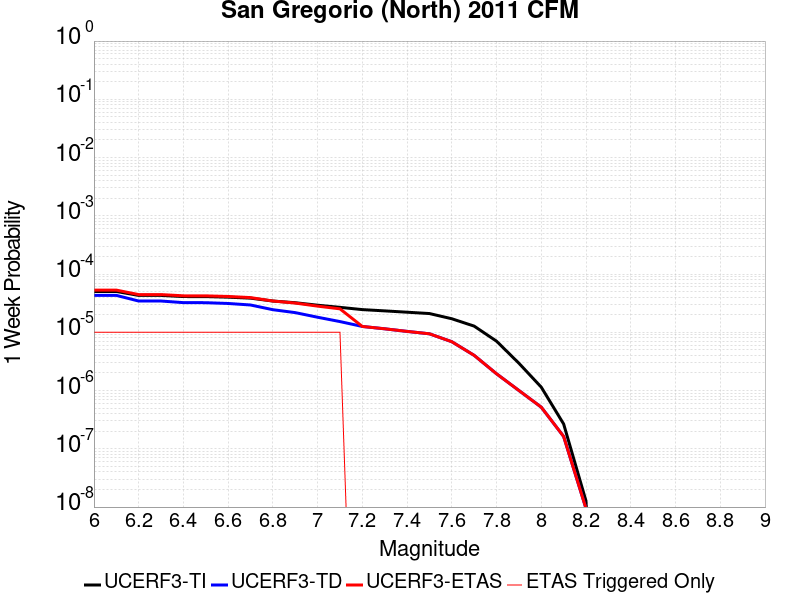 San Gregorio (North) 2011 CFM
1 Week Probability
10^0
10^-1
10^-2
10^-3
10^-4
10^-5
10^-6
10^-7
10^-8
6 6.2 6.4 6.6 6.8 7 7.2 7.4 7.6 7.8 8 8.2 8.4 8.6 8.8 9
Magnitude
UCERF3-TI UCERF3-TD UCERF3-ETAS ETAS Triggered Only